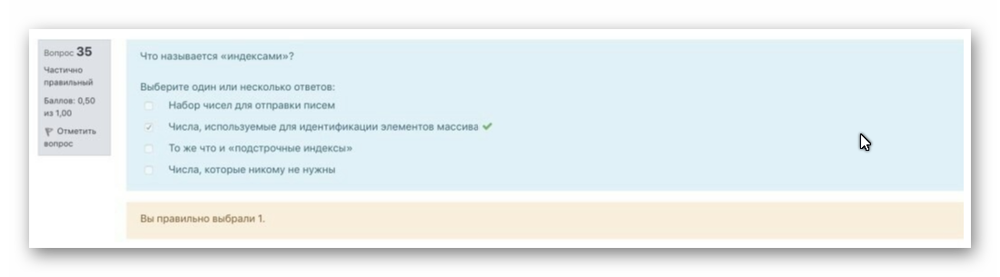 Вопрос 35
Частично
правильный
Баллов: 0,50
из 1,00
Отметить
вопрос
Что называется «индексами»?
Выберите один или несколько ответов:
Набор чисел для отправки писем
Числа, используемые для идентификации элементов массива
То же что и «подстрочные индексы»
Числа, которые никому не нужны
Вы правильно выбрали 1.